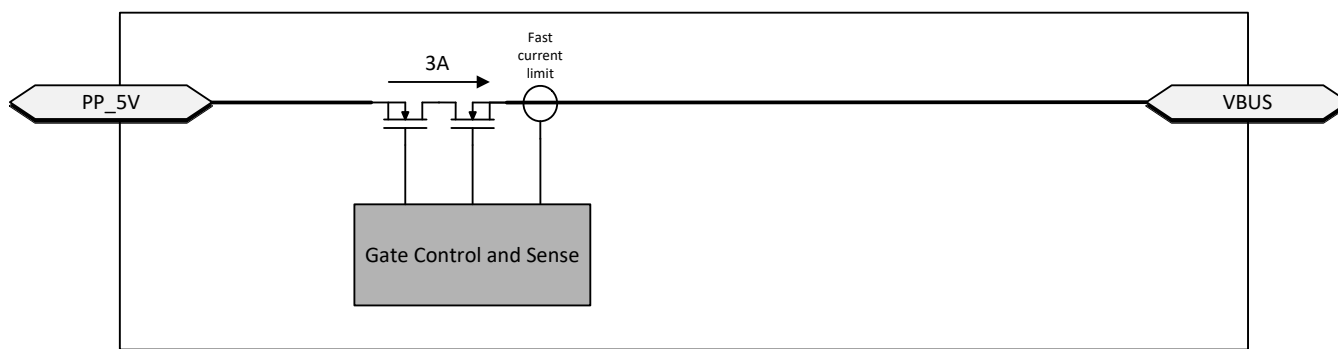 Fast
current
limit
3A
PP_5V
VBUS
Gate Control and Sense